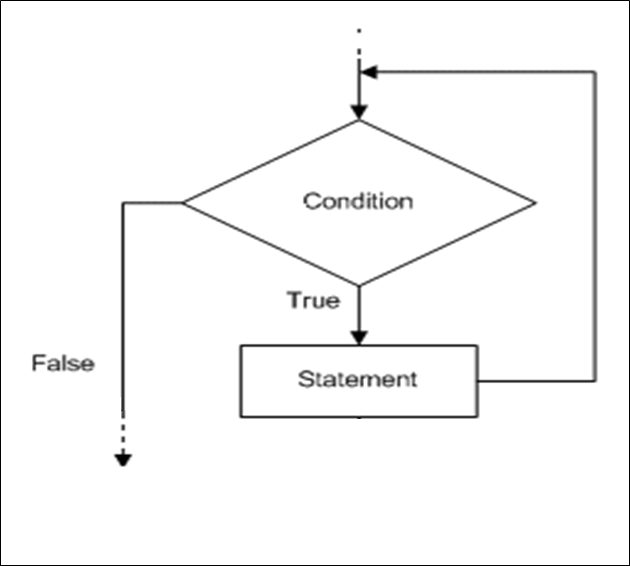 Condition
True
False
Statement